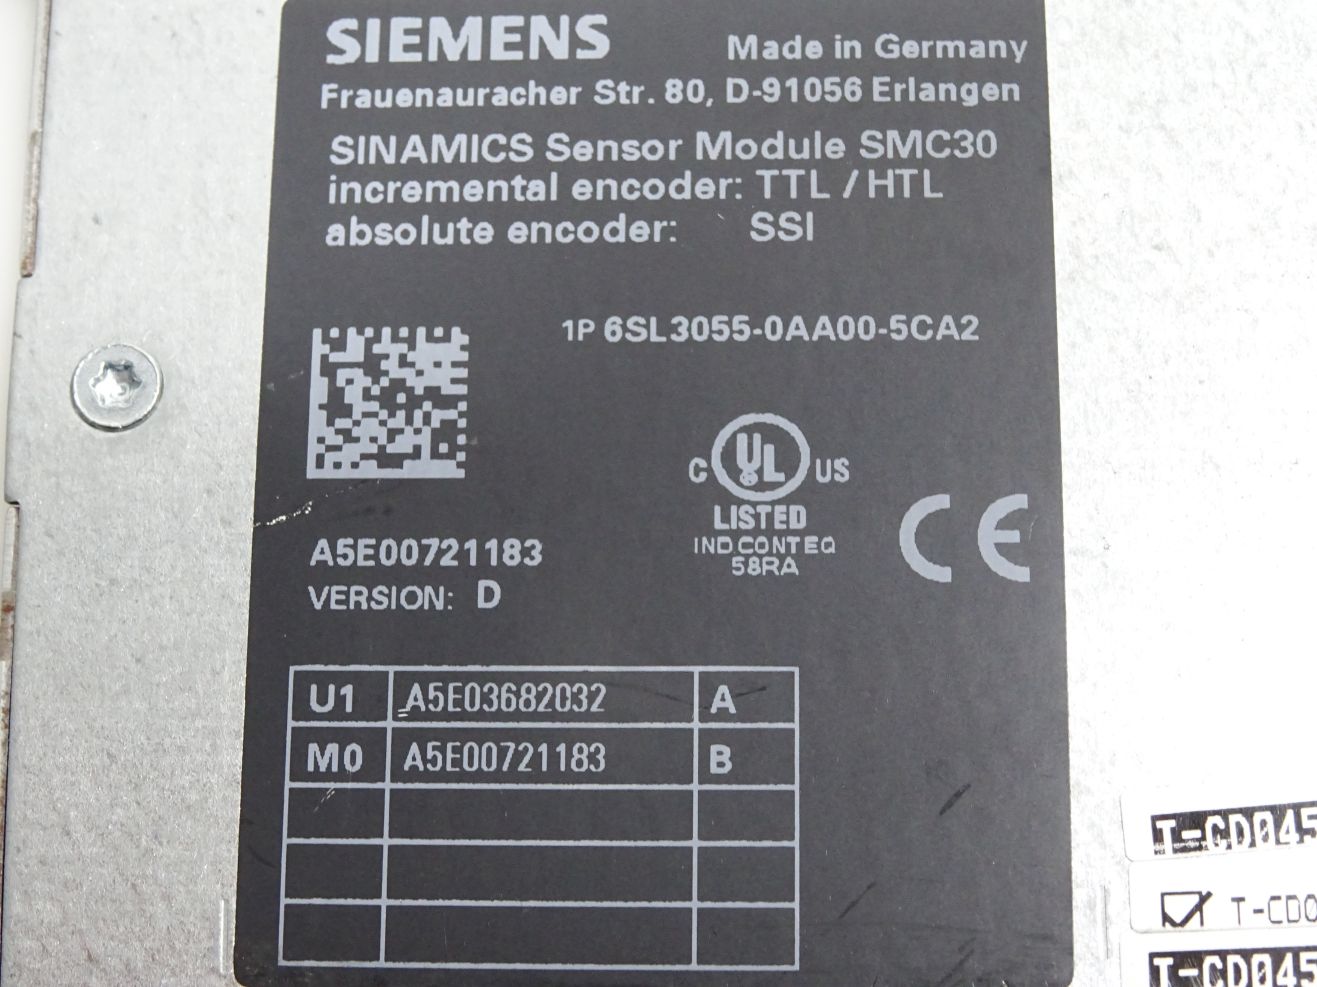 SIEMENS
Made in Germany
Frauenauracher Str. 80, D-91056 Erlangen
SINAMICS Sensor Module SMC30
incremental encoder: TTL / HTL
absolute encoder: SSI
1P 6SL3055-0AA00-5CA2
C UL US
LISTED
IND CONT EQ
58RA
CE
A5E00721183
VERSION: D
U1 A5E03682032 A
M0 A5E00721183 B
T-CD045
T-CD0
T-CD045